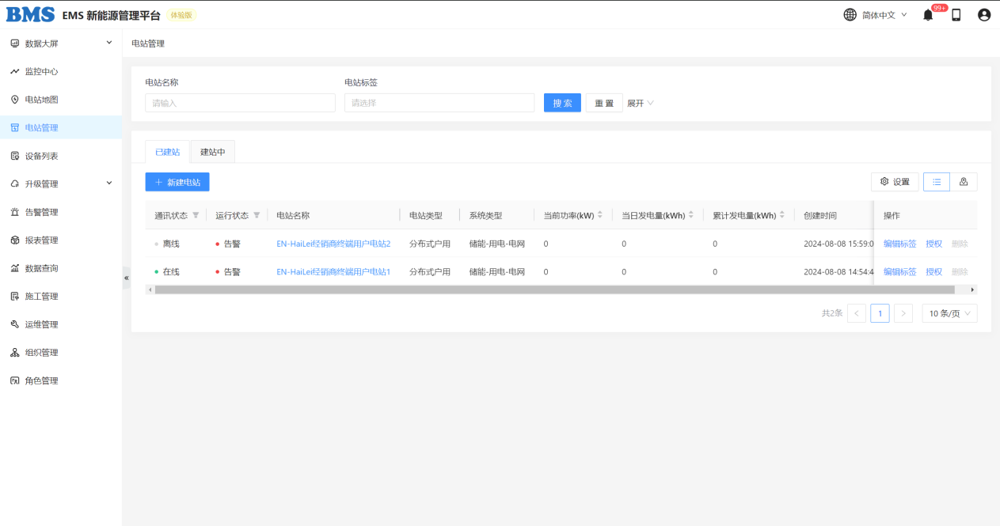 BMS EMS 新能源管理平台 体验版 简体中文 99+
数据大屏
监控中心
电站地图
电站管理
设备列表
升级管理
告警管理
报表管理
数据查询
施工管理
运维管理
组织管理
角色管理
电站管理
电站名称 电站标签
请输入 请选择 搜 索 重 置 展开
已建站 建站中
新建电站 设置
通讯状态 运行状态 电站名称 电站类型 系统类型 当前功率(kW) 当日发电量(kWh) 累计发电量(kWh) 创建时间 操作
离线 告警 EN-HaiLei经销商终端用户电站2 分布式户用 储能-用电-电网 0 0 0 2024-08-08 15:59:0 编辑标签 授权 删除
在线 告警 EN-HaiLei经销商终端用户电站1 分布式户用 储能-用电-电网 0 0 0 2024-08-08 14:54:4 编辑标签 授权 删除
共2条 < 1 > 10 条/页